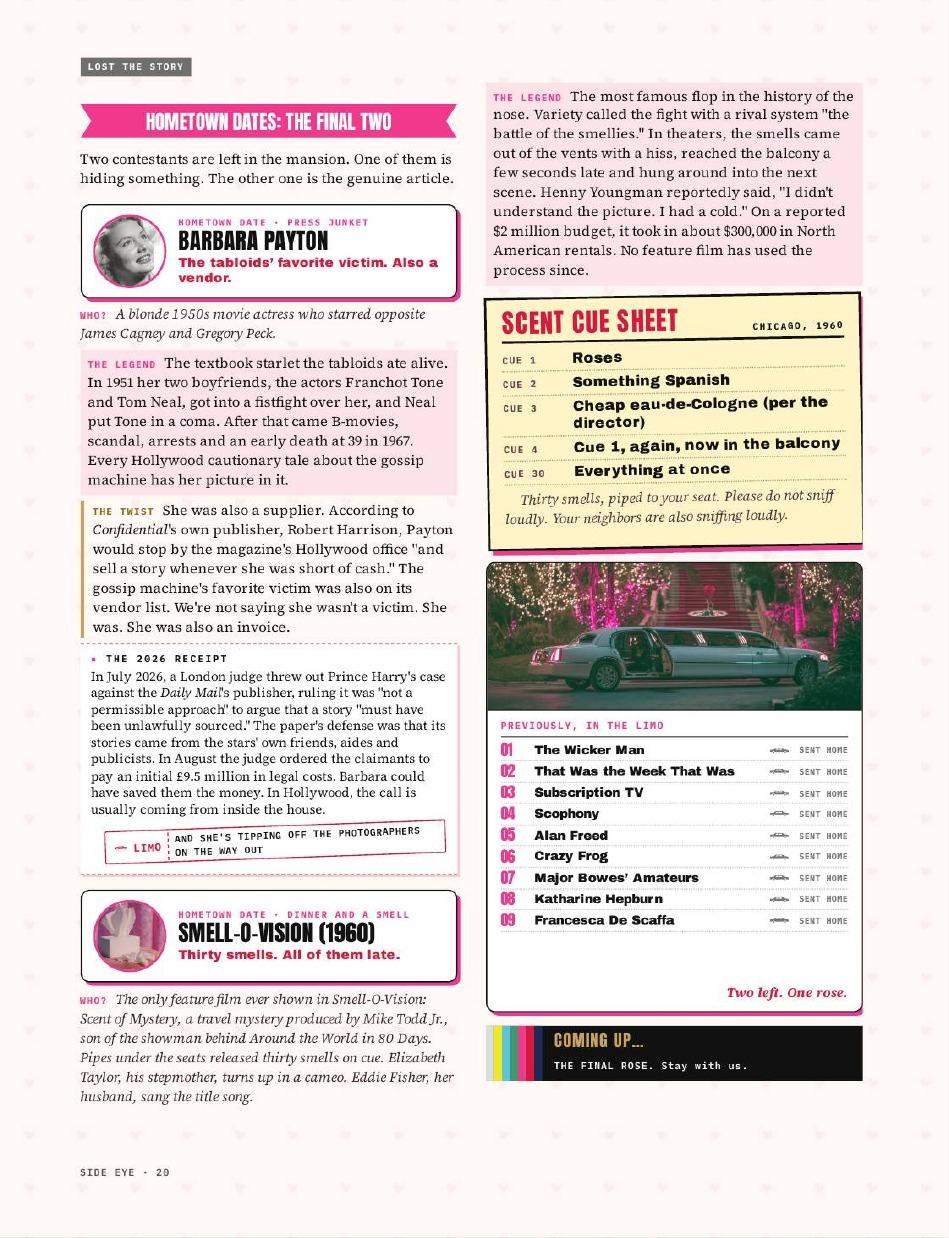 LOST THE STORY
HOMETOWN DATES: THE FINAL TWO
Two contestants are left in the mansion. One of them is
hiding something. The other one is the genuine article.
HOMETOWN DATE · PRESS JUNKET
BARBARA PAYTON
The tabloids’ favorite victim. Also a
vendor.
WHO? A blonde 1950s movie actress who starred opposite
James Cagney and Gregory Peck.
THE LEGEND The textbook starlet the tabloids ate alive.
In 1951 her two boyfriends, the actors Franchot Tone
and Tom Neal, got into a fistfight over her, and Neal
put Tone in a coma. After that came B-movies,
scandal, arrests and an early death at 39 in 1967.
Every Hollywood cautionary tale about the gossip
machine has her picture in it.
THE TWIST She was also a supplier. According to
Confidential's own publisher, Robert Harrison, Payton
would stop by the magazine's Hollywood office "and
sell a story whenever she was short of cash." The
gossip machine's favorite victim was also on its
vendor list. We're not saying she wasn't a victim. She
was. She was also an invoice.
▪ THE 2026 RECEIPT
In July 2026, a London judge threw out Prince Harry's case
against the Daily Mail's publisher, ruling it was "not a
permissible approach" to argue that a story "must have
been unlawfully sourced." The paper's defense was that its
stories came from the stars' own friends, aides and
publicists. In August the judge ordered the claimants to
pay an initial £9.5 million in legal costs. Barbara could
have saved them the money. In Hollywood, the call is
usually coming from inside the house.
LIMO
AND SHE'S TIPPING OFF THE PHOTOGRAPHERS
ON THE WAY OUT
HOMETOWN DATE · DINNER AND A SMELL
SMELL-O-VISION (1960)
Thirty smells. All of them late.
WHO? The only feature film ever shown in Smell-O-Vision:
Scent of Mystery, a travel mystery produced by Mike Todd Jr.,
son of the showman behind Around the World in 80 Days.
Pipes under the seats released thirty smells on cue. Elizabeth
Taylor, his stepmother, turns up in a cameo. Eddie Fisher, her
husband, sang the title song.
THE LEGEND The most famous flop in the history of the
nose. Variety called the fight with a rival system "the
battle of the smellies." In theaters, the smells came
out of the vents with a hiss, reached the balcony a
few seconds late and hung around into the next
scene. Henny Youngman reportedly said, "I didn't
understand the picture. I had a cold." On a reported
$2 million budget, it took in about $300,000 in North
American rentals. No feature film has used the
process since.
SCENT CUE SHEET
CHICAGO, 1960
CUE 1 Roses
CUE 2 Something Spanish
CUE 3 Cheap eau-de-Cologne (per the
director)
CUE 4 Cue 1, again, now in the balcony
CUE 30 Everything at once
Thirty smells, piped to your seat. Please do not sniff
loudly. Your neighbors are also sniffing loudly.
PREVIOUSLY, IN THE LIMO
01 The Wicker Man SENT HOME
02 That Was the Week That Was SENT HOME
03 Subscription TV SENT HOME
04 Scophony SENT HOME
05 Alan Freed SENT HOME
06 Crazy Frog SENT HOME
07 Major Bowes’ Amateurs SENT HOME
08 Katharine Hepburn SENT HOME
09 Francesca De Scaffa SENT HOME
Two left. One rose.
COMING UP…
THE FINAL ROSE. Stay with us.
SIDE EYE · 20